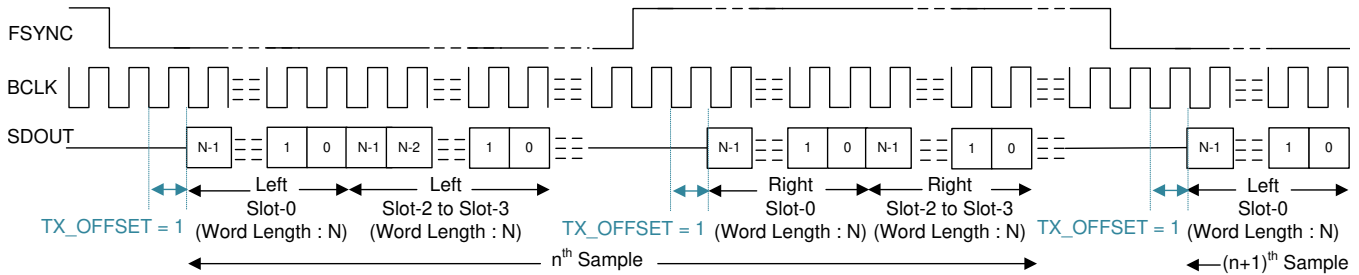 FSYNC
BCLK
SDOUT
N-1 1 0 N-1 N-2 1 0 N-1 1 0 N-1 1 0 N-1 1 0
Left Left Right Right Left
Slot-0 Slot-2 to Slot-3 Slot-0 Slot-2 to Slot-3 Slot-0
TX_OFFSET = 1 (Word Length : N) (Word Length : N) TX_OFFSET = 1 (Word Length : N) (Word Length : N) TX_OFFSET = 1 (Word Length : N)
nth Sample (n+1)th Sample